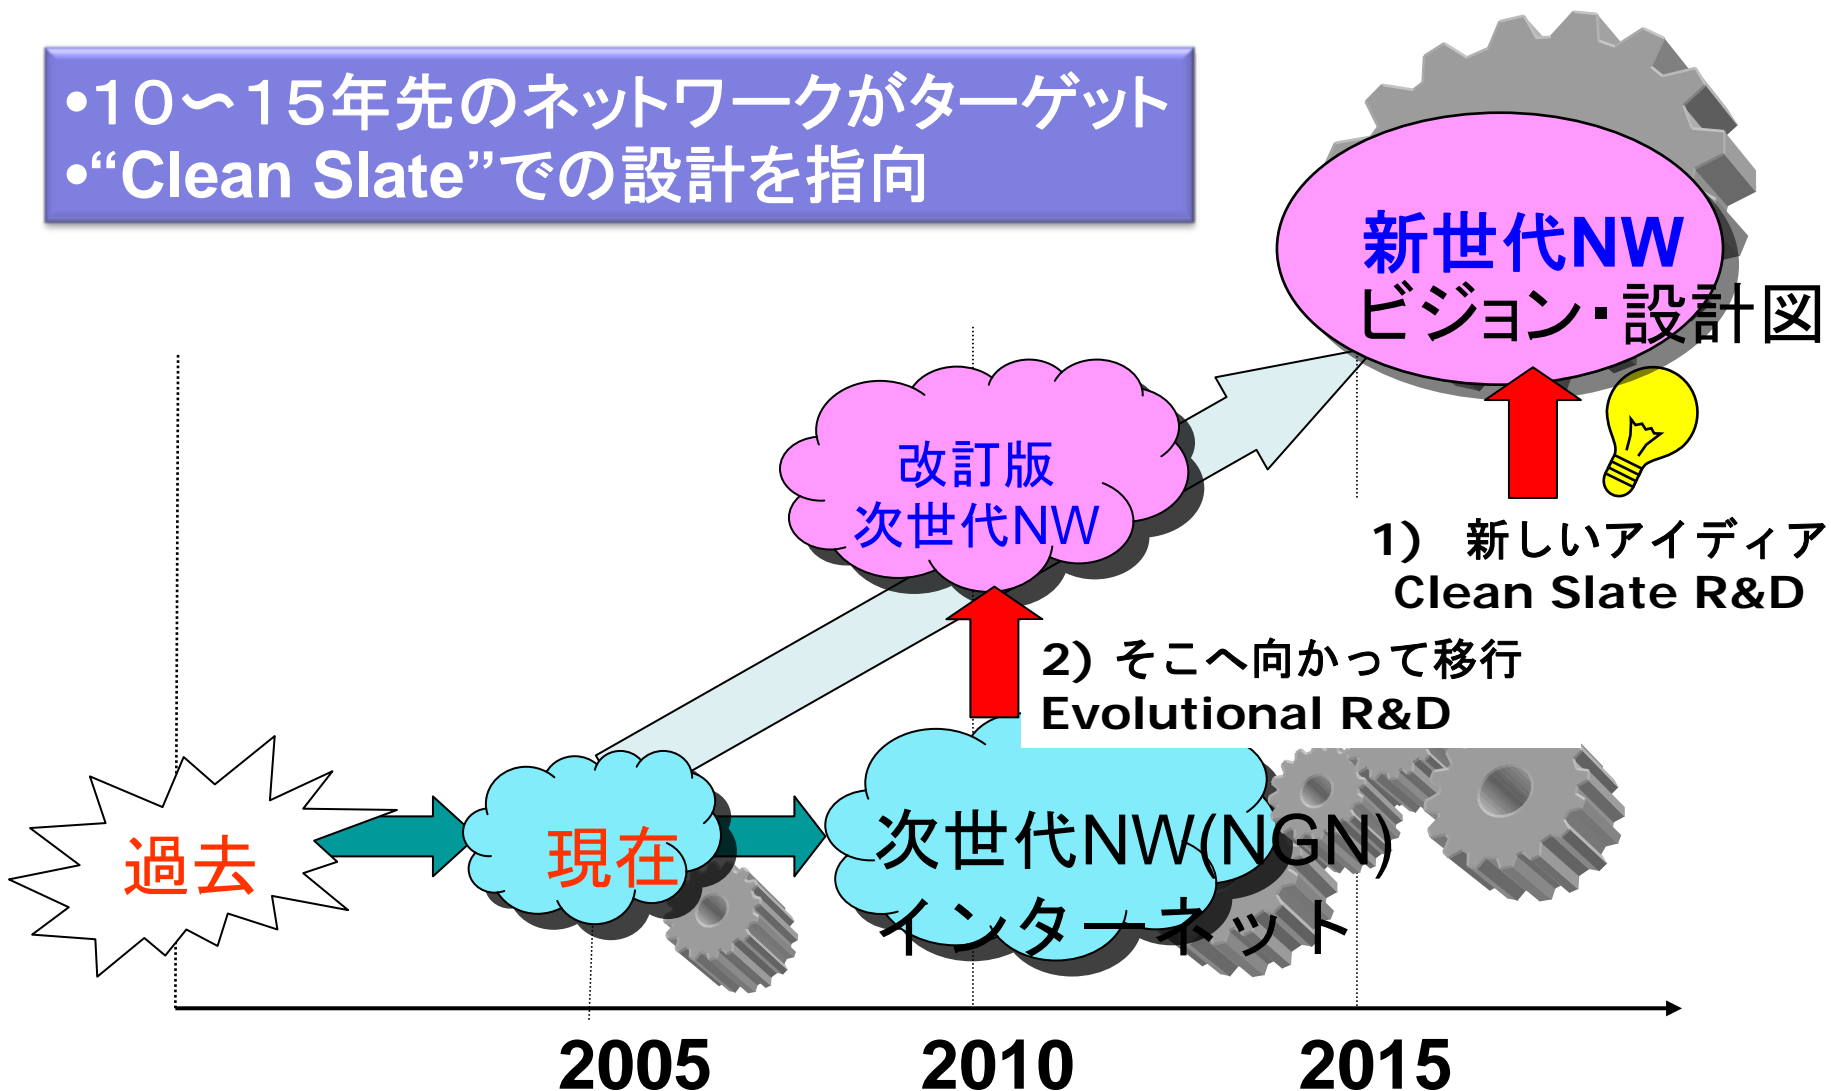 •１０～１５年先のネットワークがターゲット
•“Clean Slate”での設計を指向
新世代NW
ビジョン・設計図
改訂版
次世代NW
1) 新しいアイディア
Clean Slate R&D
2) そこへ向かって移行
Evolutional R&D
過去
現在
次世代NW(NGN)
インターネット
2005
2010
2015